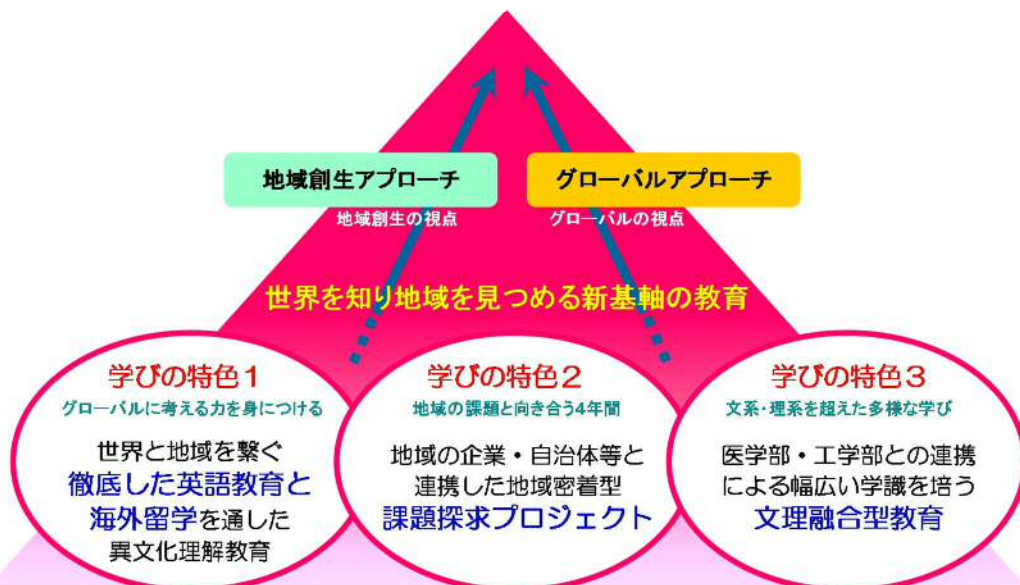 地域創生アプローチ
地域創生の視点
グローバルアプローチ
グローバルの視点
世界を知り地域を見つめる新基軸の教育
学びの特色1
グローバルに考える力を身につける
世界と地域を繋ぐ
徹底した英語教育と
海外留学を通した
異文化理解教育
学びの特色2
地域の課題と向き合う4年間
地域の企業・自治体等と
連携した地域密着型
課題探求プロジェクト
学びの特色3
文系・理系を超えた多様な学び
医学部・工学部との連携
による幅広い学識を培う
文理融合型教育